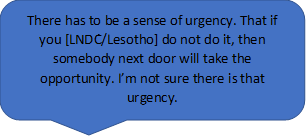 There has to be a sense of urgency. That if
you [LNDC/Lesotho] do not do it, then
somebody next door will take the
opportunity. I’m not sure there is that
urgency.